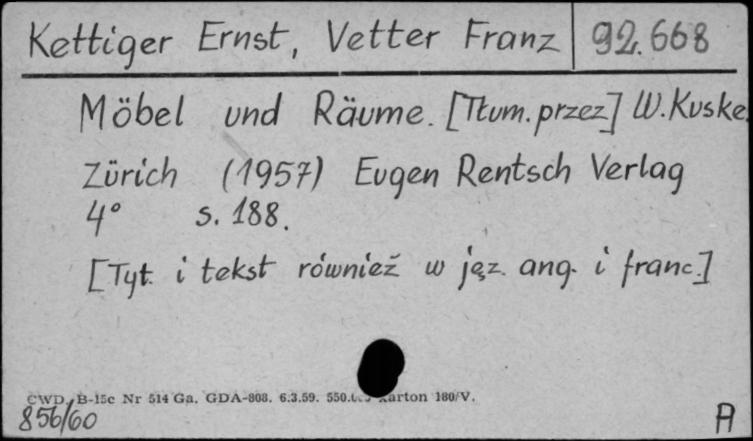 Kettiger Ernst, Vetter Franz 92.668
Möbel und Räume. [Tłum. przez] W. Kuske.
Zürich (1957) Eugen Rentsch Verlag
4° s. 188.
[Tyt. i tekst również w jęz. ang. i franc.]
CWD, B-15c Nr 514 Ga. GDA-808. 6.3.59. 180/V.
856/60 A